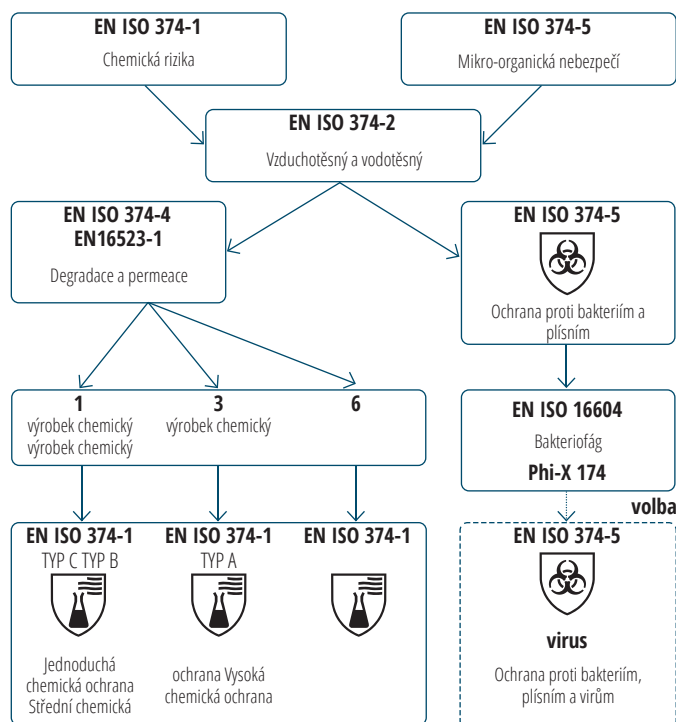 EN ISO 374-1
Chemická rizika
EN ISO 374-5
Mikro-organická nebezpečí
EN ISO 374-2
Vzduchotěsný a vodotěsný
EN ISO 374-4
EN16523-1
Degradace a permeace
EN ISO 374-5
Ochrana proti bakteriím a
plísním
1
výrobek chemický
výrobek chemický
3
výrobek chemický
6
EN ISO 16604
Bakteriofág
Phi-X 174
volba
EN ISO 374-1
TYP C TYP B
Jednoduchá
chemická ochrana
Střední chemická
EN ISO 374-1
TYP A
ochrana Vysoká
chemická ochrana
EN ISO 374-1
EN ISO 374-5
virus
Ochrana proti bakteriím,
plísním a virům